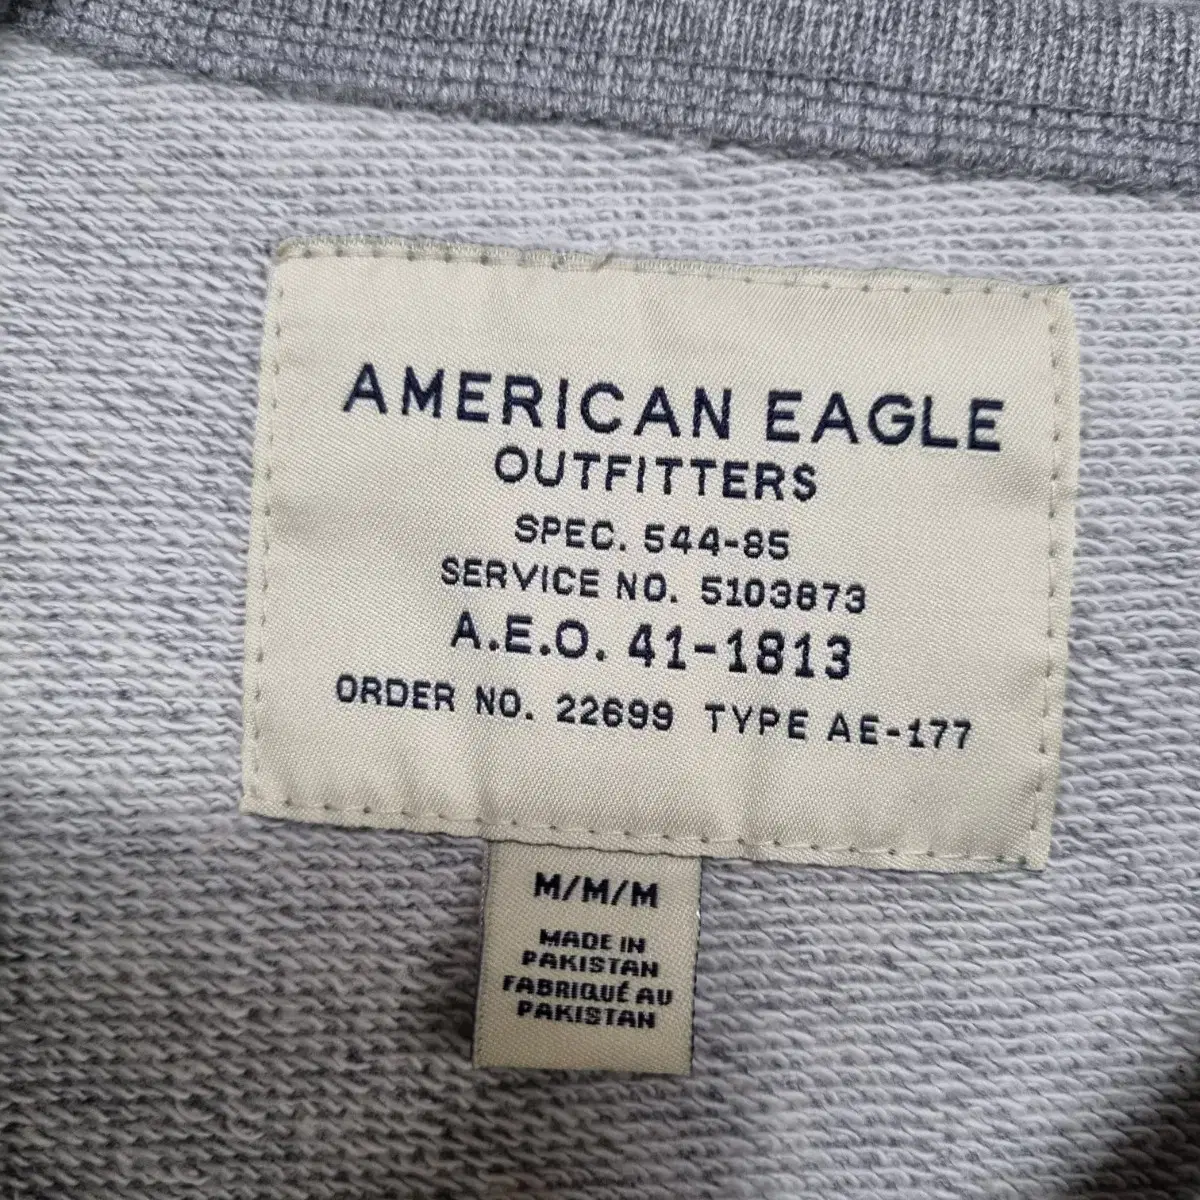 AMERICAN EAGLE
OUTFITTERS
SPEC. 544-85
SERVICE NO. 5103873
A.E.O. 41-1813
ORDER NO. 22699 TYPE AE-177
M/M/M
MADE IN
PAKISTAN
FABRIQUÉ AU
PAKISTAN